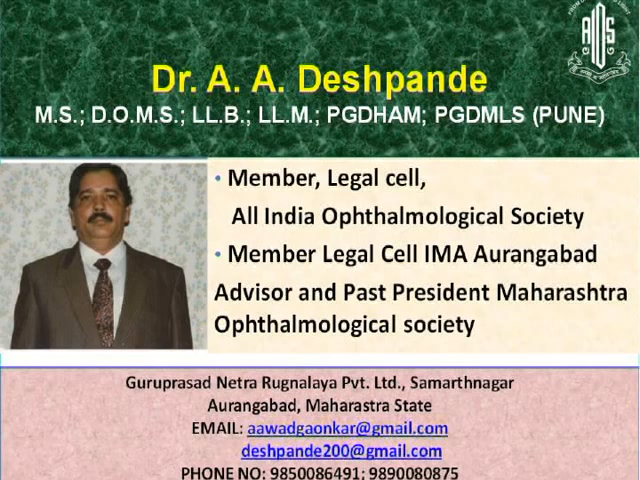 AIOS
Dr. A. A. Deshpande
M.S.; D.O.M.S.; LL.B.; LL.M.; PGDHAM; PGDMLS (PUNE)
• Member, Legal cell,
All India Ophthalmological Society
• Member Legal Cell IMA Aurangabad
Advisor and Past President Maharashtra
Ophthalmological society
Guruprasad Netra Rugnalaya Pvt. Ltd., Samarthnagar
Aurangabad, Maharastra State
EMAIL: aawadgaonkar@gmail.com
deshpande200@gmail.com
PHONE NO: 9850086491; 9890080875